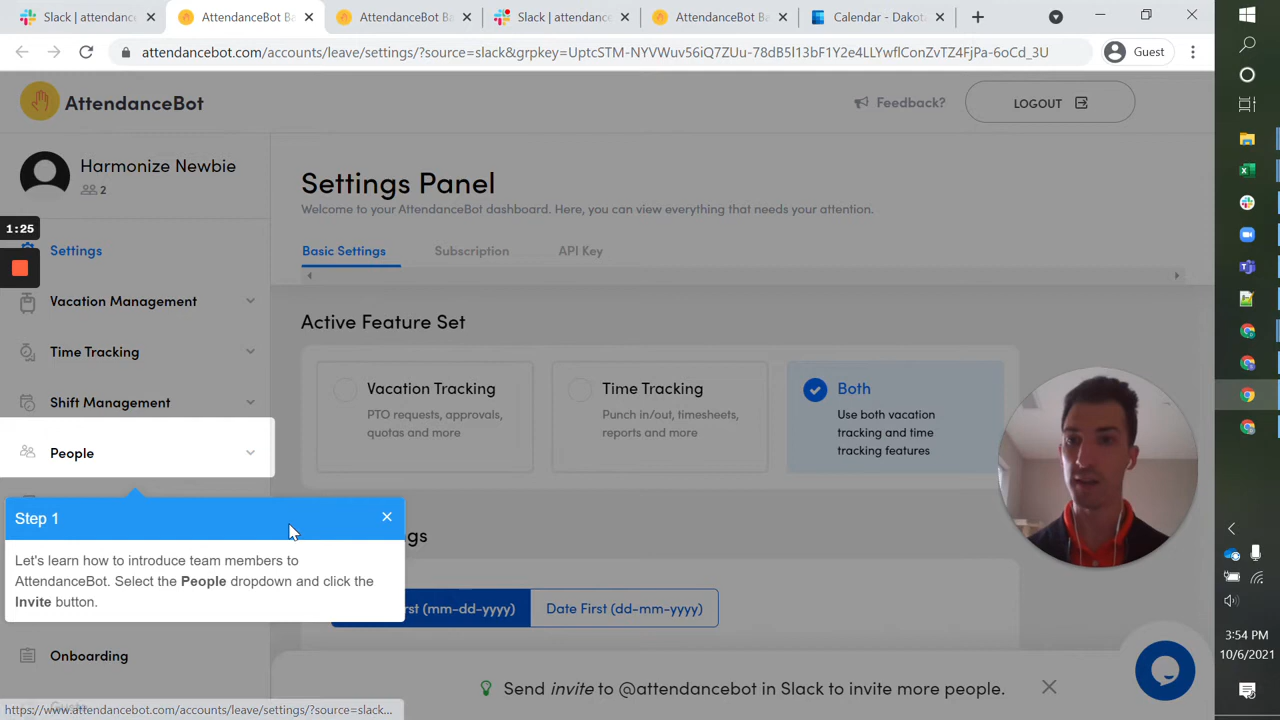 Slack | attendance
AttendanceBot Ba
AttendanceBot Ba
Slack | attendanc
AttendanceBot Ba
Calendar - Dakota
attendancebot.com/accounts/leave/settings/?source=slack&grpkey=UptcSTM-NYVWuv56iQ7ZUu-78dB5l13bF1Y2e4LLYwflConZvTZ4FjPa-6oCd_3U
Guest
AttendanceBot
Feedback?
LOGOUT
Harmonize Newbie
2
Settings Panel
Welcome to your AttendanceBot dashboard. Here, you can view everything that needs your attention.
1:25
Settings
Basic Settings
Subscription
API Key
Vacation Management
Time Tracking
Shift Management
People
Active Feature Set
Vacation Tracking
PTO requests, approvals,
quotas and more
Time Tracking
Punch in/out, timesheets,
reports and more
Both
Use both vacation
tracking and time
tracking features
Step 1
Let's learn how to introduce team members to
AttendanceBot. Select the People dropdown and click the
Invite button.
gs
rst (mm-dd-yyyy)
Date First (dd-mm-yyyy)
Onboarding
Send invite to @attendancebot in Slack to invite more people.
https://www.attendancebot.com/accounts/leave/settings/?source=slack...
3:54 PM
10/6/2021